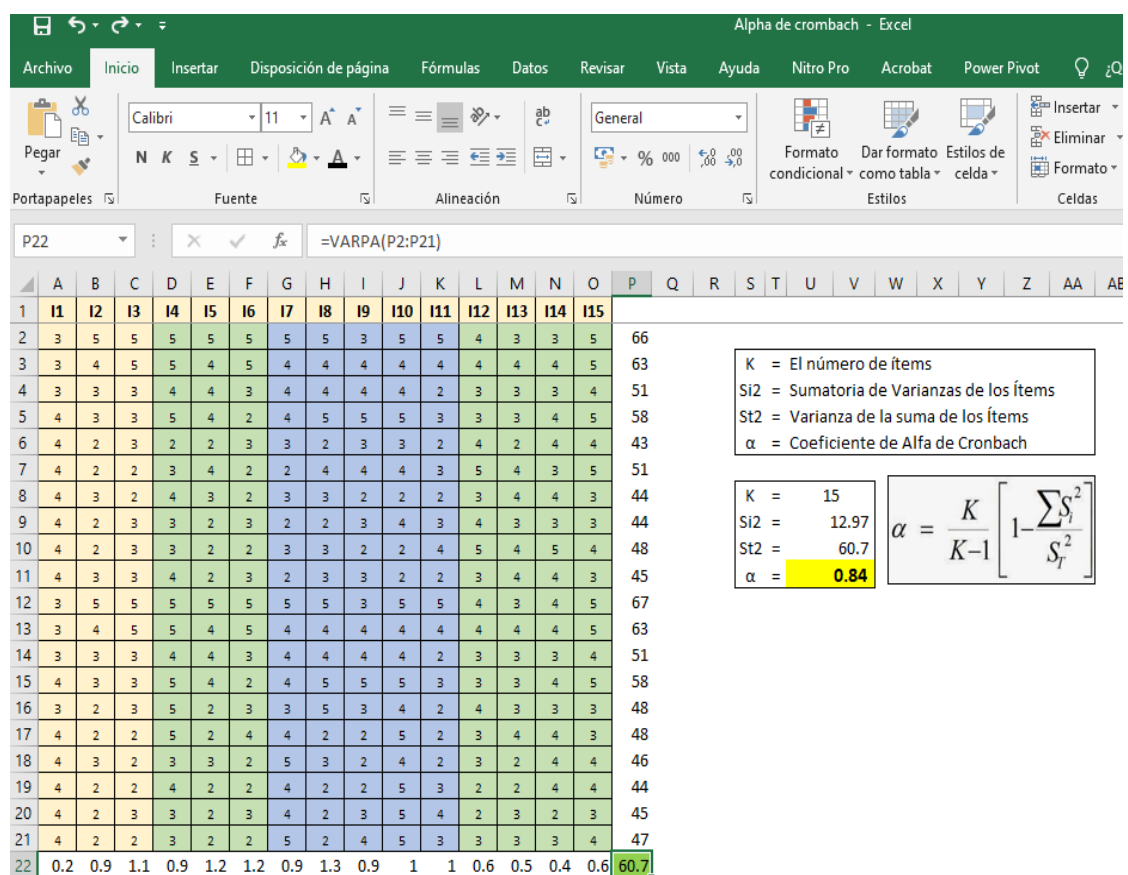 Alpha de crombach - Excel
Archivo Inicio Insertar Disposición de página Fórmulas Datos Revisar Vista Ayuda Nitro Pro Acrobat Power Pivot ¿Q
Pegar
Calibri 11 A A
N K S
ab
General
% 000
Formato condicional
Dar formato como tabla
Estilos de celda
Insertar
Eliminar
Formato
Portapapeles Fuente Alineación Número Estilos Celdas
P22 fx =VARPA(P2:P21)
A B C D E F G H I J K L M N O P Q R S T U V W X Y Z AA AB
1 I1 I2 I3 I4 I5 I6 I7 I8 I9 I10 I11 I12 I13 I14 I15
2 3 5 5 5 5 5 5 5 3 5 5 4 3 3 5 66
3 3 4 5 5 4 5 4 4 4 4 4 4 4 4 5 63
4 3 3 3 4 4 3 4 4 4 4 2 3 3 3 4 51
5 4 3 3 5 4 2 4 5 5 5 3 3 3 4 5 58
6 4 2 3 2 2 3 3 2 3 3 2 4 2 4 4 43
7 4 2 2 3 4 2 2 4 4 4 3 5 4 3 5 51
8 4 3 2 4 3 2 3 3 2 2 2 3 4 4 3 44
9 4 2 3 3 2 3 2 2 3 4 3 4 3 3 3 44
10 4 2 3 3 2 2 3 3 2 2 4 5 4 5 4 48
11 4 3 3 4 2 3 2 3 3 2 2 3 4 4 3 45
12 3 5 5 5 5 5 5 5 3 5 5 4 3 4 5 67
13 3 4 5 5 4 5 4 4 4 4 4 4 4 4 5 63
14 3 3 3 4 4 3 4 4 4 4 2 3 3 3 4 51
15 4 3 3 5 4 2 4 5 5 5 3 3 3 4 5 58
16 3 2 3 5 2 3 3 5 3 4 2 4 3 3 3 48
17 4 2 2 5 2 4 4 2 2 5 2 3 4 4 3 48
18 4 3 2 3 3 2 5 3 2 4 2 3 2 4 4 46
19 4 2 2 4 2 2 4 2 2 5 3 2 2 4 4 44
20 4 2 3 3 2 3 4 2 3 5 4 2 3 2 3 45
21 4 2 2 3 2 2 5 2 4 5 3 3 3 3 4 47
22 0.2 0.9 1.1 0.9 1.2 1.2 0.9 1.3 0.9 1 1 0.6 0.5 0.4 0.6 60.7
K = El número de ítems
Si2 = Sumatoria de Varianzas de los Ítems
St2 = Varianza de la suma de los Ítems
α = Coeficiente de Alfa de Cronbach
K = 15
Si2 = 12.97
St2 = 60.7
α = 0.84
α = K/(K-1) [1 - ∑S_i^2/S_T^2]